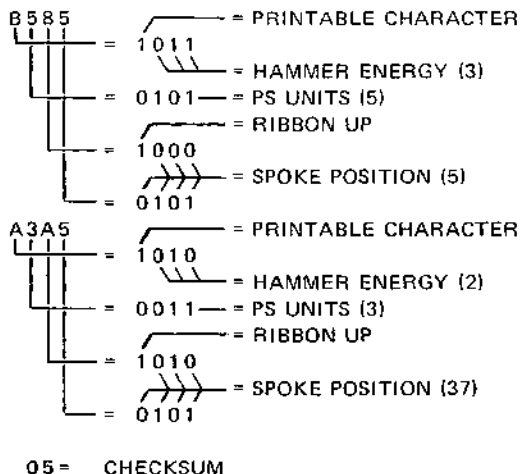 B585 = PRINTABLE CHARACTER
= 1011
= HAMMER ENERGY (3)
= 0101 = PS UNITS (5)
= RIBBON UP
= 1000
= SPOKE POSITION (5)
= 0101
A3A5 = PRINTABLE CHARACTER
= 1010
= HAMMER ENERGY (2)
= 0011 = PS UNITS (3)
= RIBBON UP
= 1010
= SPOKE POSITION (37)
= 0101
05 = CHECKSUM